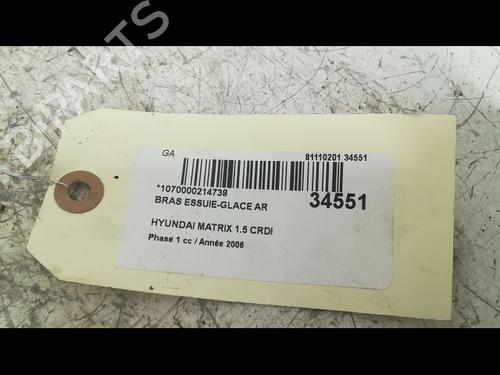 B-PARTS
GA
81110201 34551
*1070000214739
34551
BRAS ESSUIE-GLACE AR
HYUNDAI MATRIX 1.5 CRDI
Phase 1 cc / Année 2006